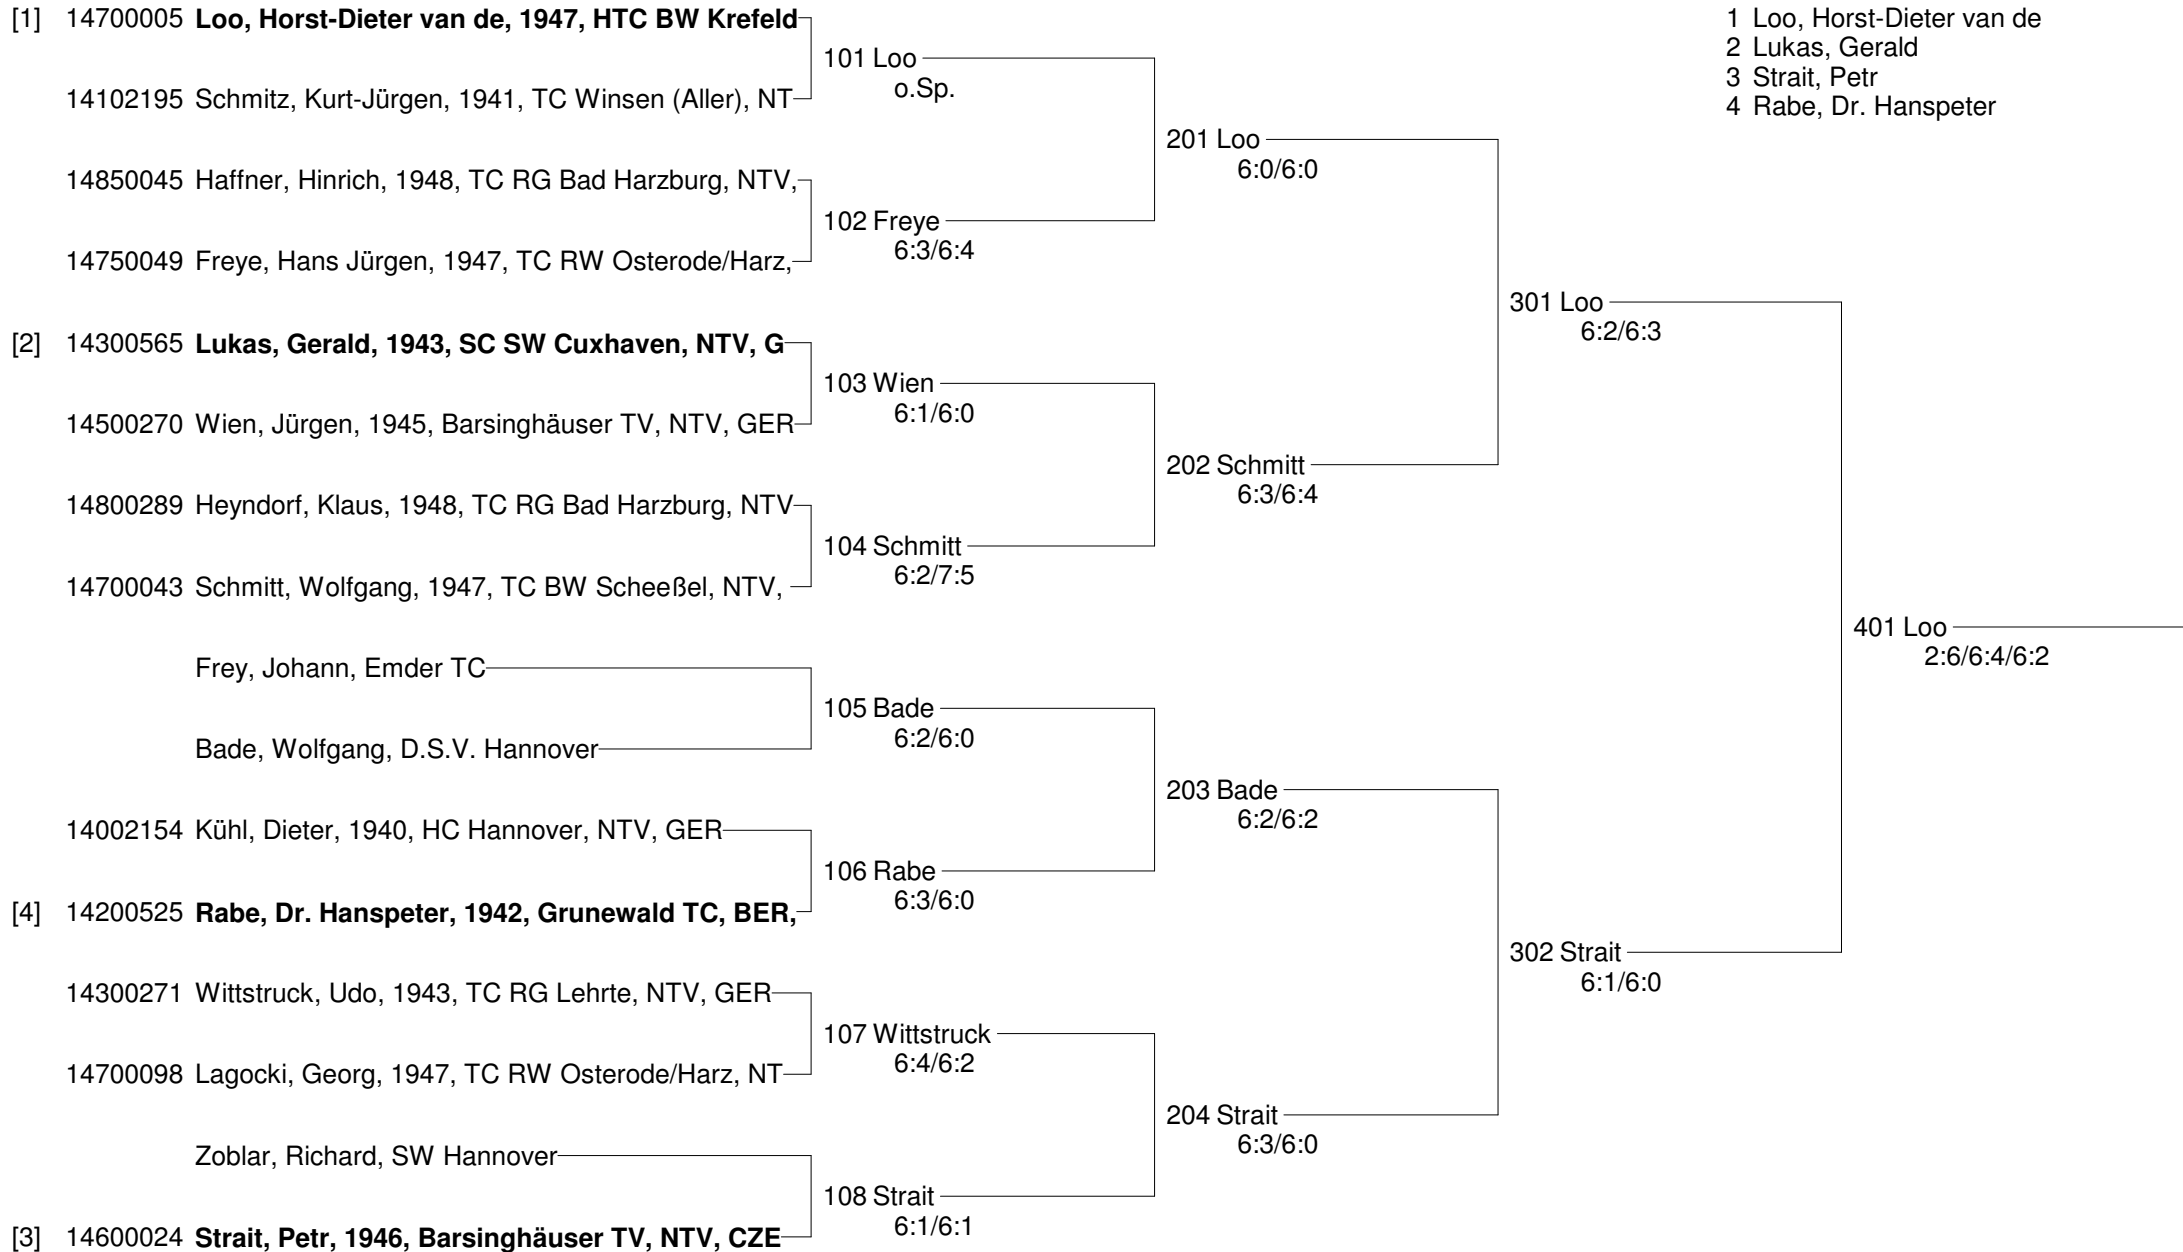 [1] 14700005 Loo, Horst-Dieter van de, 1947, HTC BW Krefeld
14102195 Schmitz, Kurt-Jürgen, 1941, TC Winsen (Aller), NT
14850045 Haffner, Hinrich, 1948, TC RG Bad Harzburg, NTV,
14750049 Freye, Hans Jürgen, 1947, TC RW Osterode/Harz,
[2] 14300565 Lukas, Gerald, 1943, SC SW Cuxhaven, NTV, G
14500270 Wien, Jürgen, 1945, Barsinghäuser TV, NTV, GER
14800289 Heyndorf, Klaus, 1948, TC RG Bad Harzburg, NTV
14700043 Schmitt, Wolfgang, 1947, TC BW Scheeßel, NTV,
Frey, Johann, Emder TC
Bade, Wolfgang, D.S.V. Hannover
14002154 Kühl, Dieter, 1940, HC Hannover, NTV, GER
[4] 14200525 Rabe, Dr. Hanspeter, 1942, Grunewald TC, BER,
14300271 Wittstruck, Udo, 1943, TC RG Lehrte, NTV, GER
14700098 Lagocki, Georg, 1947, TC RW Osterode/Harz, NT
Zoblar, Richard, SW Hannover
[3] 14600024 Strait, Petr, 1946, Barsinghäuser TV, NTV, CZE
101 Loo
o.Sp.
102 Freye
6:3/6:4
103 Wien
6:1/6:0
104 Schmitt
6:2/7:5
105 Bade
6:2/6:0
106 Rabe
6:3/6:0
107 Wittstruck
6:4/6:2
108 Strait
6:1/6:1
201 Loo
6:0/6:0
202 Schmitt
6:3/6:4
203 Bade
6:2/6:2
204 Strait
6:3/6:0
301 Loo
6:2/6:3
302 Strait
6:1/6:0
401 Loo
2:6/6:4/6:2
1 Loo, Horst-Dieter van de
2 Lukas, Gerald
3 Strait, Petr
4 Rabe, Dr. Hanspeter